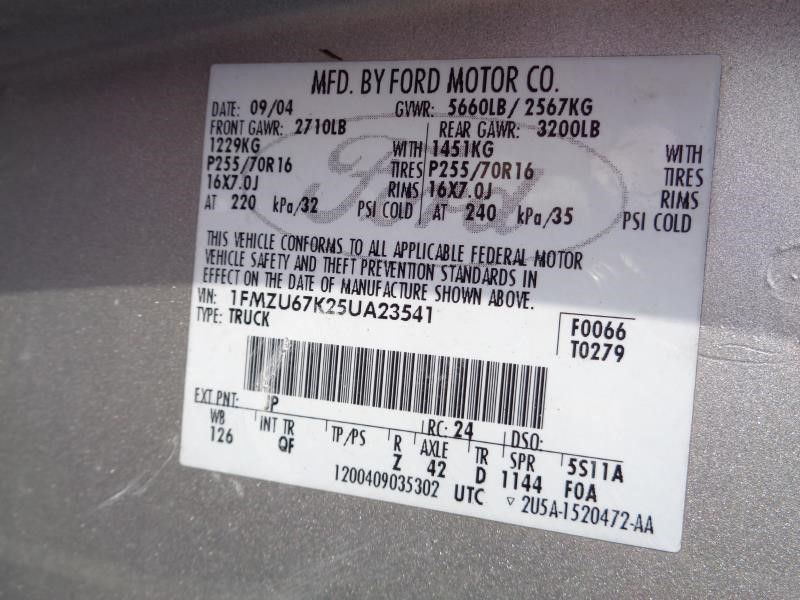 MFD. BY FORD MOTOR CO.
DATE: 09/04 GVWR: 5660LB/ 2567KG
FRONT GAWR: 2710LB REAR GAWR: 3200LB
1229KG WITH 1451KG WITH
P255/70R16 TIRES P255/70R16 TIRES
16X7.0J RIMS 16X7.0J RIMS
AT 220 kPa/32 PSI COLD AT 240 kPa/35 PSI COLD
Ford
THIS VEHICLE CONFORMS TO ALL APPLICABLE FEDERAL MOTOR
VEHICLE SAFETY AND THEFT PREVENTION STANDARDS IN
EFFECT ON THE DATE OF MANUFACTURE SHOWN ABOVE.
VIN: 1FMZU67K25UA23541
TYPE: TRUCK
F0066
T0279
EXT PNT: JP RC: 24 DSO:
WB INT TR TP/PS R AXLE TR SPR 5S11A
126 QF Z 42 D 1144 F0A
1200409035302 UTC ▽ 2U5A-1520472-AA